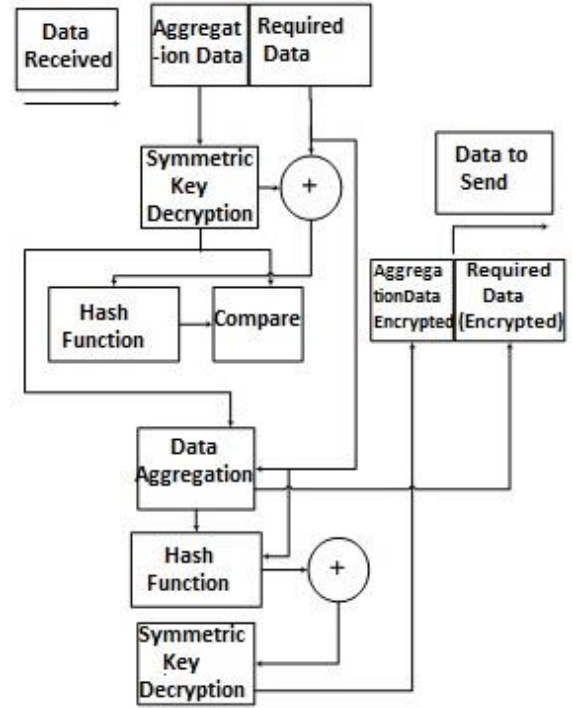 Data
Received
Aggregat
-ion Data
Required
Data
Symmetric
Key
Decryption
+
Data to
Send
Aggrega
tionData
Encrypted
Required
Data
(Encrypted)
Hash
Function
Compare
Data
Aggregation
Hash
Function
+
Symmetric
Key
Decryption